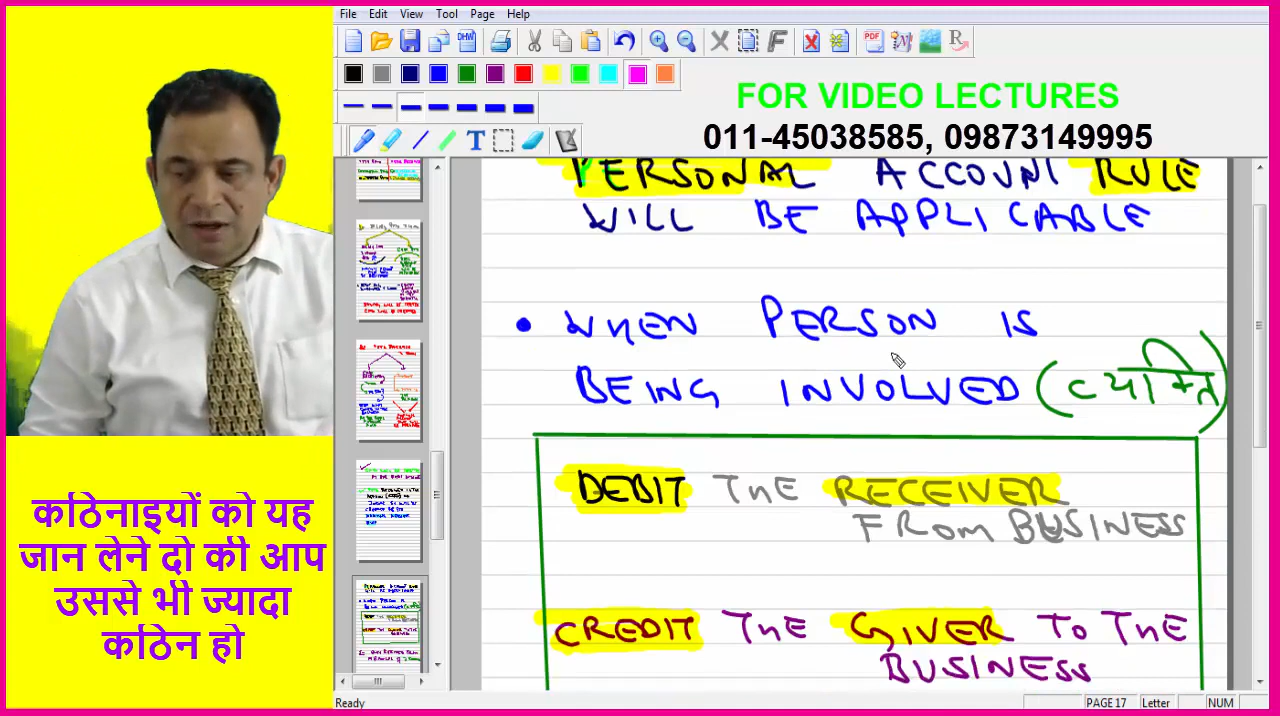 File Edit View Tool Page Help
FOR VIDEO LECTURES
011-45038585, 09873149995
PERSONAL ACCOUNT RULE
WILL BE APPLICABLE
• WHEN PERSON IS
BEING INVOLVED (व्यक्ति)
DEBIT THE RECEIVER
FROM BUSINESS
CREDIT THE GIVER TO THE
BUSINESS
Ready PAGE 17 Letter NUM
कठिनाइयों को यह
जान लेने दो की आप
उससे भी ज्यादा
कठिन हो